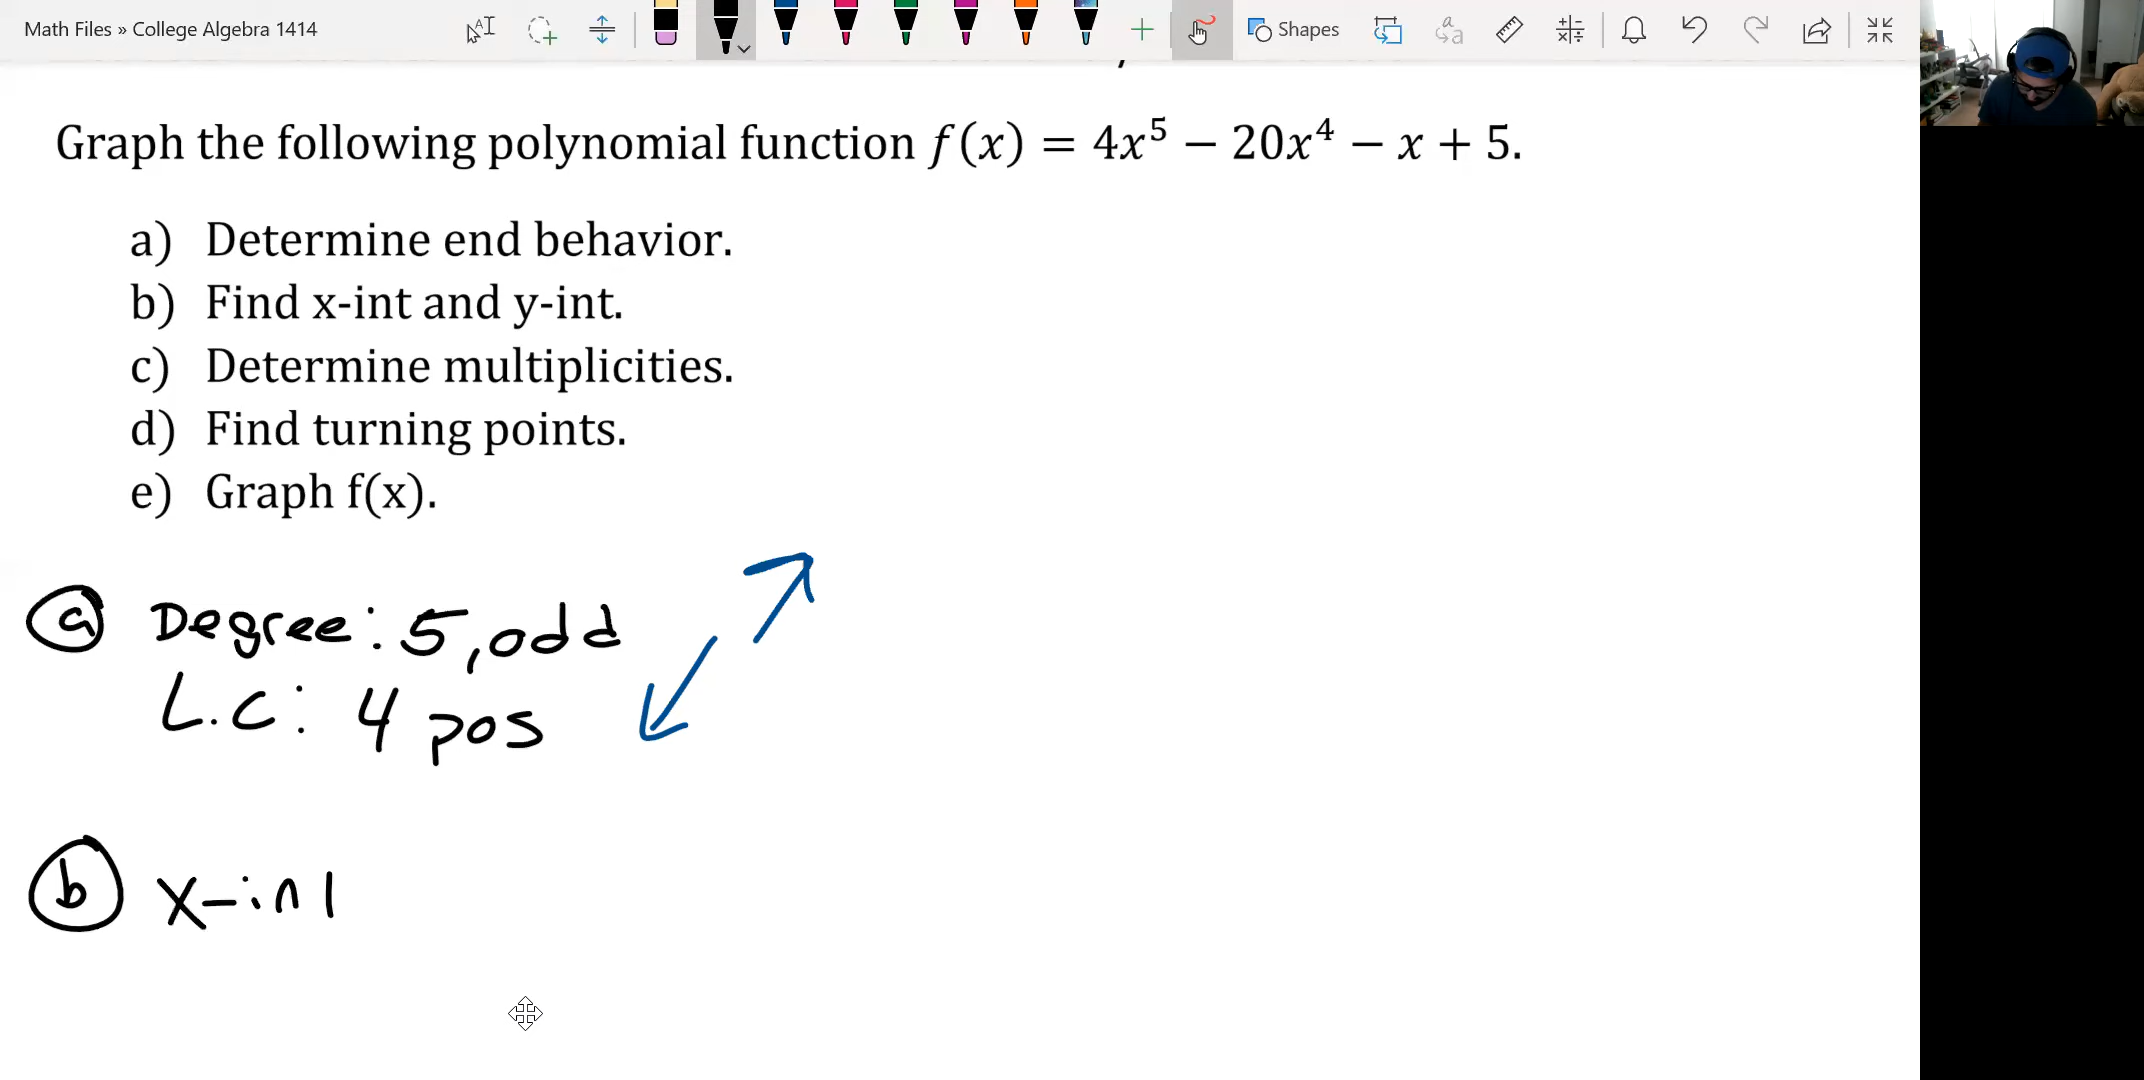 Math Files » College Algebra 1414
Shapes
Graph the following polynomial function f(x) = 4x⁵ − 20x⁴ − x + 5.
a) Determine end behavior.
b) Find x-int and y-int.
c) Determine multiplicities.
d) Find turning points.
e) Graph f(x).
a Degree: 5, odd
L.C: 4 pos
b x-in